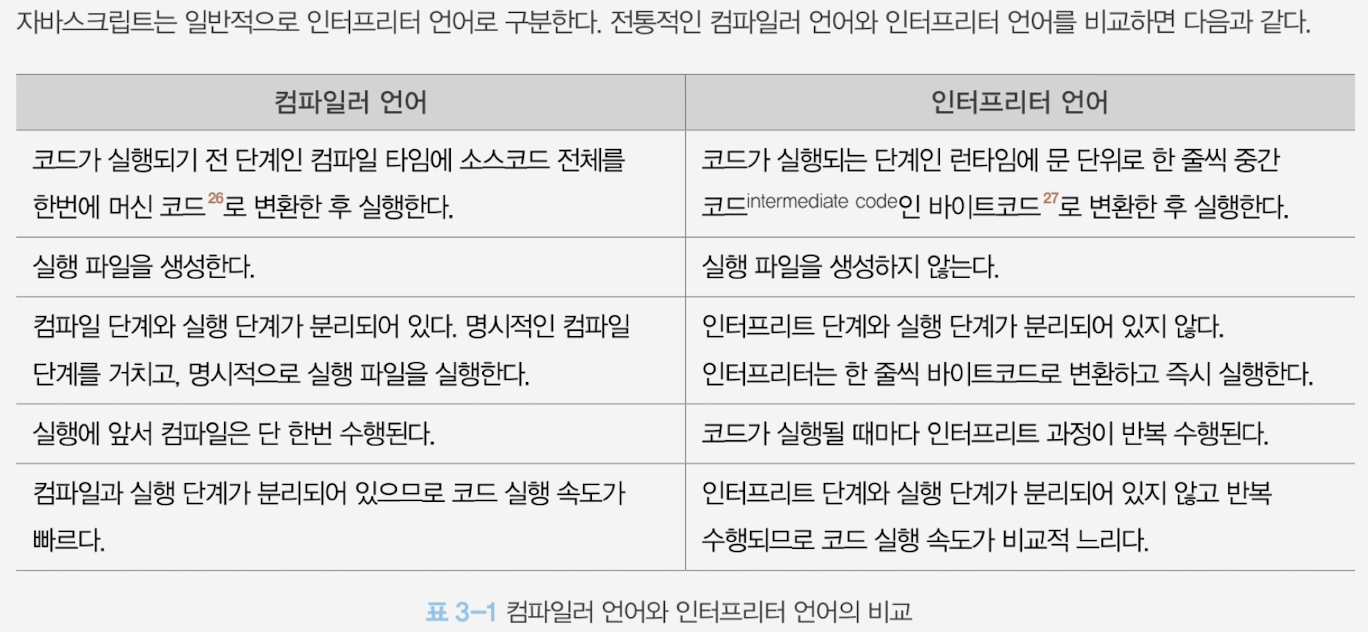 자바스크립트는 일반적으로 인터프리터 언어로 구분한다. 전통적인 컴파일러 언어와 인터프리터 언어를 비교하면 다음과 같다.
컴파일러 언어
인터프리터 언어
코드가 실행되기 전 단계인 컴파일 타임에 소스코드 전체를
한번에 머신 코드26로 변환한 후 실행한다.
코드가 실행되는 단계인 런타임에 문 단위로 한 줄씩 중간
코드intermediate code인 바이트코드27로 변환한 후 실행한다.
실행 파일을 생성한다.
실행 파일을 생성하지 않는다.
컴파일 단계와 실행 단계가 분리되어 있다. 명시적인 컴파일
단계를 거치고, 명시적으로 실행 파일을 실행한다.
인터프리트 단계와 실행 단계가 분리되어 있지 않다.
인터프리터는 한 줄씩 바이트코드로 변환하고 즉시 실행한다.
실행에 앞서 컴파일은 단 한번 수행된다.
코드가 실행될 때마다 인터프리트 과정이 반복 수행된다.
컴파일과 실행 단계가 분리되어 있으므로 코드 실행 속도가
빠르다.
인터프리트 단계와 실행 단계가 분리되어 있지 않고 반복
수행되므로 코드 실행 속도가 비교적 느리다.
표 3-1 컴파일러 언어와 인터프리터 언어의 비교